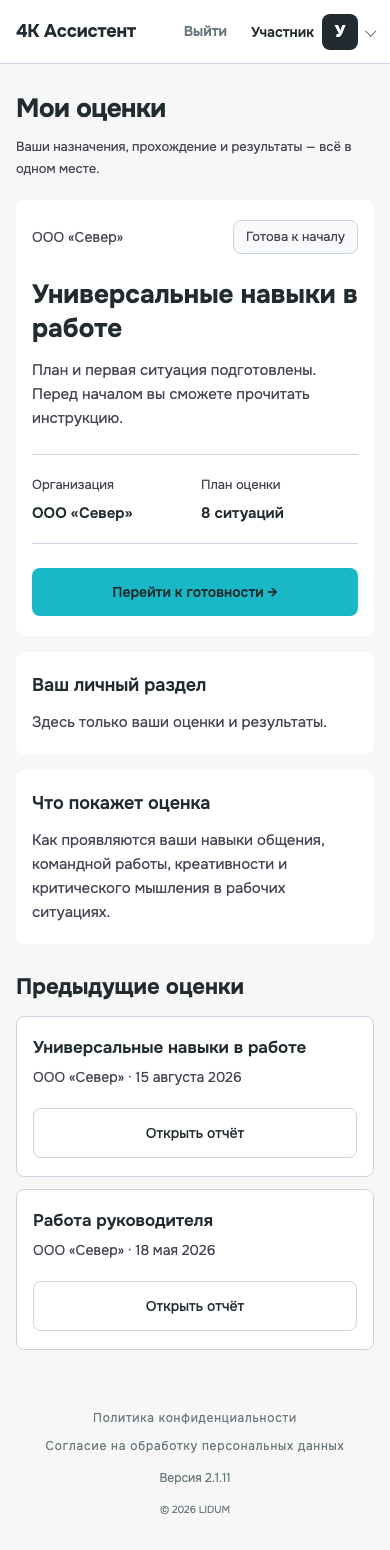 4K Ассистент
Выйти
Участник
У
Мои оценки
Ваши назначения, прохождение и результаты — всё в
одном месте.
ООО «Север»
Готова к началу
Универсальные навыки в
работе
План и первая ситуация подготовлены.
Перед началом вы сможете прочитать
инструкцию.
Организация
План оценки
ООО «Север»
8 ситуаций
Перейти к готовности →
Ваш личный раздел
Здесь только ваши оценки и результаты.
Что покажет оценка
Как проявляются ваши навыки общения,
командной работы, креативности и
критического мышления в рабочих
ситуациях.
Предыдущие оценки
Универсальные навыки в работе
ООО «Север» · 15 августа 2026
Открыть отчёт
Работа руководителя
ООО «Север» · 18 мая 2026
Открыть отчёт
Политика конфиденциальности
Согласие на обработку персональных данных
Версия 2.1.11
© 2026 LIDUM